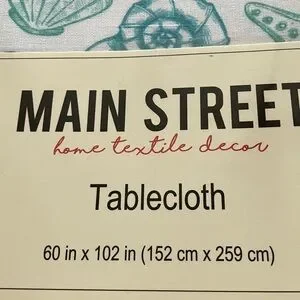 MAIN STREET
home textile decor
Tablecloth
60 in x 102 in (152 cm x 259 cm)